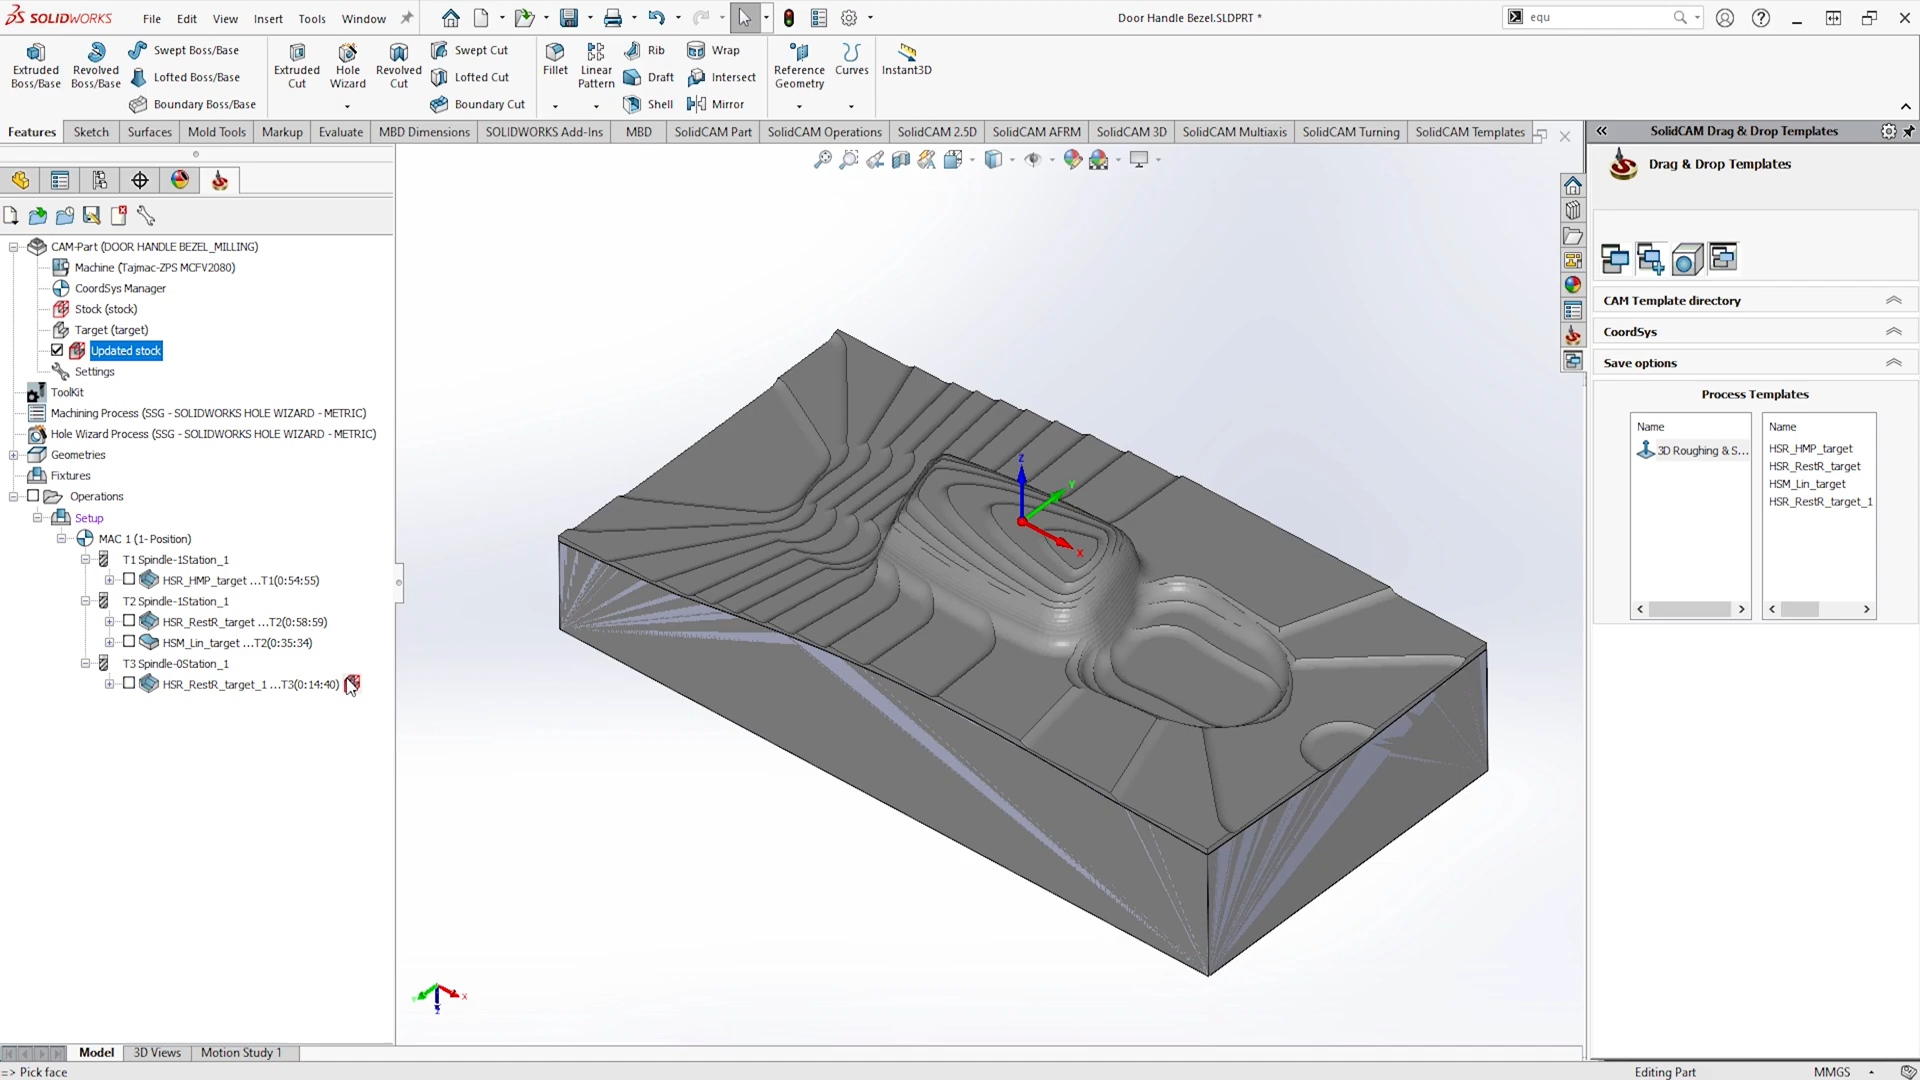 SOLIDWORKS File Edit View Insert Tools Window
Door Handle Bezel.SLDPRT *
equ
Extruded Boss/Base
Revolved Boss/Base
Swept Boss/Base
Lofted Boss/Base
Boundary Boss/Base
Extruded Cut
Hole Wizard
Revolved Cut
Swept Cut
Lofted Cut
Boundary Cut
Fillet
Linear Pattern
Rib
Draft
Shell
Wrap
Intersect
Mirror
Reference Geometry
Curves
Instant3D
Features Sketch Surfaces Mold Tools Markup Evaluate MBD Dimensions SOLIDWORKS Add-Ins MBD SolidCAM Part SolidCAM Operations SolidCAM 2.5D SolidCAM AFRM SolidCAM 3D SolidCAM Multiaxis SolidCAM Turning SolidCAM Templates
CAM-Part (DOOR HANDLE BEZEL_MILLING)
Machine (Tajmac-ZPS MCFV2080)
CoordSys Manager
Stock (stock)
Target (target)
Updated stock
Settings
ToolKit
Machining Process (SSG - SOLIDWORKS HOLE WIZARD - METRIC)
Hole Wizard Process (SSG - SOLIDWORKS HOLE WIZARD - METRIC)
Geometries
Fixtures
Operations
Setup
MAC 1 (1- Position)
T1 Spindle-1Station_1
HSR_HMP_target ...T1(0:54:55)
T2 Spindle-1Station_1
HSR_RestR_target ...T2(0:58:59)
HSM_Lin_target ...T2(0:35:34)
T3 Spindle-0Station_1
HSR_RestR_target_1 ...T3(0:14:40)
Z
Y
X
Y
X
Z
SolidCAM Drag & Drop Templates
Drag & Drop Templates
CAM Template directory
CoordSys
Save options
Process Templates
Name
3D Roughing & S...
Name
HSR_HMP_target
HSR_RestR_target
HSM_Lin_target
HSR_RestR_target_1
Model 3D Views Motion Study 1
=> Pick face
Editing Part
MMGS